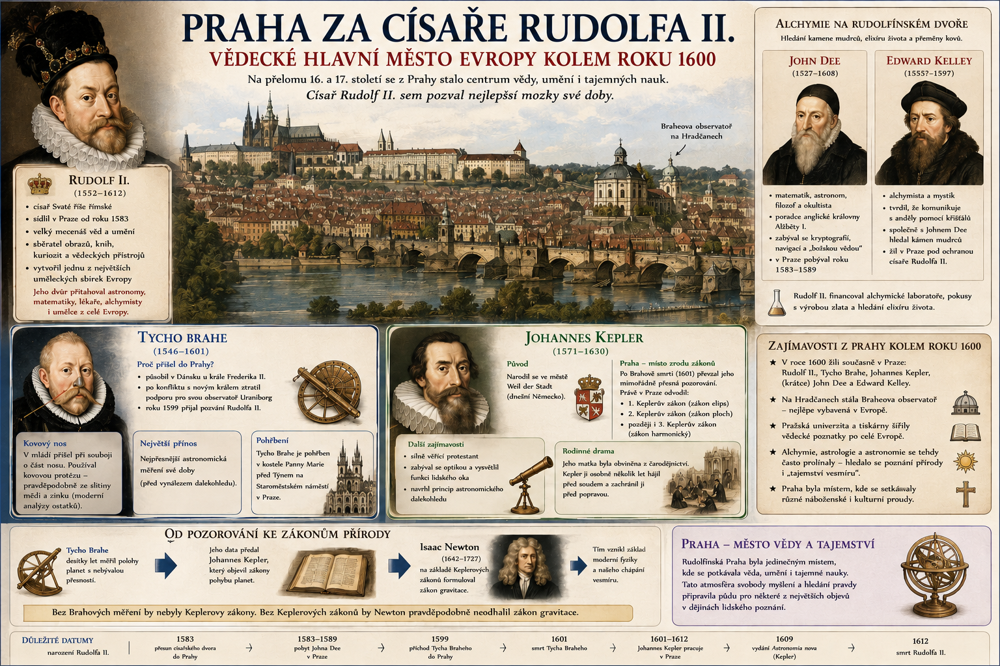 PRAHA ZA CÍSAŘE RUDOLFA II.
VĚDECKÉ HLAVNÍ MĚSTO EVROPY KOLEM ROKU 1600
Na přelomu 16. a 17. století se z Prahy stalo centrum vědy, umění i tajemných nauk.
Císař Rudolf II. sem pozval nejlepšsí mozky své doby.
Braheova observatoř
na Hradčanech
RUDOLF II.
(1552–1612)
• císař Svaté říše římské
• sídlil v Praze od roku 1583
• velký mecenáš věd a umění
• sběratel obrazů, knih,
kuriozit a vědeckých přístrojů
• vytvořil jednu z největších
uměleckých sbírek Evropy
Jeho dvůr přitahoval astronomy,
matematiky, lékaře, alchymisty
i umělce z celé Evropy.
ALCHYMIE NA RUDOLFÍNSKÉM DVOŘE
Hledání kamene mudrců, elixíru života a přeměny kovů.
JOHN DEE
(1527–1608)
• matematik, astronom,
filozof a okultista
• poradce anglické královny
Alžběty I.
• zabýval se kryptografií,
navigací a „božskou vědou“
• v Praze pobýval roku
1583–1589
EDWARD KELLEY
(1555?–1597)
• alchymista a mystik
• tvrdil, že komunikuje
s anděly pomocí křišťálů
• společně s Johnem Dee
hledal kámen mudrců
• žil v Praze pod ochranou
císaře Rudolfa II.
Rudolf II. financoval alchymické laboratoře, pokusy
s výrobou zlata a hledání elixíru života.
TYCHO BRAHE
(1546–1601)
Proč přišel do Prahy?
• působil v Dánsku u krále Frederika II.
• po konfliktu s novým králem ztratil
podporu pro svou observatoř Uraniborg
• roku 1599 přijal pozvání Rudolfa II.
Kovový nos
V mládí přišel při souboji
o část nosu. Používal
kovovou protézu –
pravděpodobně ze slitiny
mědi a zinku (moderní
analýzy ostatků).
Největší přínos
Nejpřesnější astronomická
měření své doby
(před vynálezem dalekohledu).
Pohřbení
Tycho Brahe je pohřben
v kostele Panny Marie
před Týnem na
Staroměstském náměstí
v Praze.
JOHANNES KEPLER
(1571–1630)
Původ
Narodil se ve městě
Weil der Stadt
(dnešní Německo).
Praha – místo zrodu zákonů
Po Brahově smrti (1601) převzal jeho
mimořádně přesná pozorování.
Právě v Praze odvodil:
• 1. Keplerův zákon (zákon elips)
• 2. Keplerův zákon (zákon ploch)
• později i 3. Keplerův zákon
(zákon harmonický)
Další zajímavosti
• silně věřící protestant
• zabýval se optikou a vysvětlil
funkci lidského oka
• navrhl princip astronomického
dalekohledu
Rodinné drama
Jeho matka byla obviněna z čarodějnictví.
Kepler ji osobně několik let hájil
před soudem a zachránil ji
před popravou.
ZAJÍMAVOSTI Z PRAHY KOLEM ROKU 1600
★ V roce 1600 žili současně v Praze:
Rudolf II., Tycho Brahe, Johannes Kepler,
(krátce) John Dee a Edward Kelley.
★ Na Hradčanech stála Braheova observatoř
– nejlépe vybavená v Evropě.
★ Pražská univerzita a tiskárny šířily
vědecké poznatky po celé Evropě.
★ Alchymie, astrologie a astronomie se tehdy
často prolínaly – hledalo se poznání přírody
i „tajemství vesmíru“.
★ Praha byla místem, kde se
různé náboženské i kulturní proudy.
OD POZOROVÁNÍ KE ZÁKONŮM PŘÍRODY
Tycho Brahe
desítky let měřil polohy
planet s nebývalou
přesností.
Jeho data předal
Johannes Kepler,
který objevil zákony
pohybu planet.
Isaac Newton
(1642–1727)
na základě Keplerových
zákonů formuloval
zákon gravitace.
Tím vznikl základ
moderní fyziky
a našeho chápání
vesmíru.
Bez Brahových měření by nebyly Keplerovy zákony. Bez Keplerových zákonů by Newton pravděpodobně neodhalil zákon gravitace.
PRAHA – MĚSTO VĚDY A TAJEMSTVÍ
Rudolfínská Praha byla jedinečným místem,
kde se potkávala věda, umění i tajemné nauky.
Tato atmosféra svobody myšlení a hledání pravdy
připravila půdu pro některé z největších objevů
v dějinách lidského poznání.
DŮLEŽITÉ DATUMY
narození Rudolfa II.
1583
přesun císařského dvora
do Prahy
1583–1589
pobyt Johna Dee
v Praze
1599
příchod Tycha Braheho
do Prahy
1601
smrt Tycha Braheho
1601–1612
Johannes Kepler pracuje
v Praze
1609
vydání Astronomia nova
(Kepler)
1612
smrt Rudolfa II.